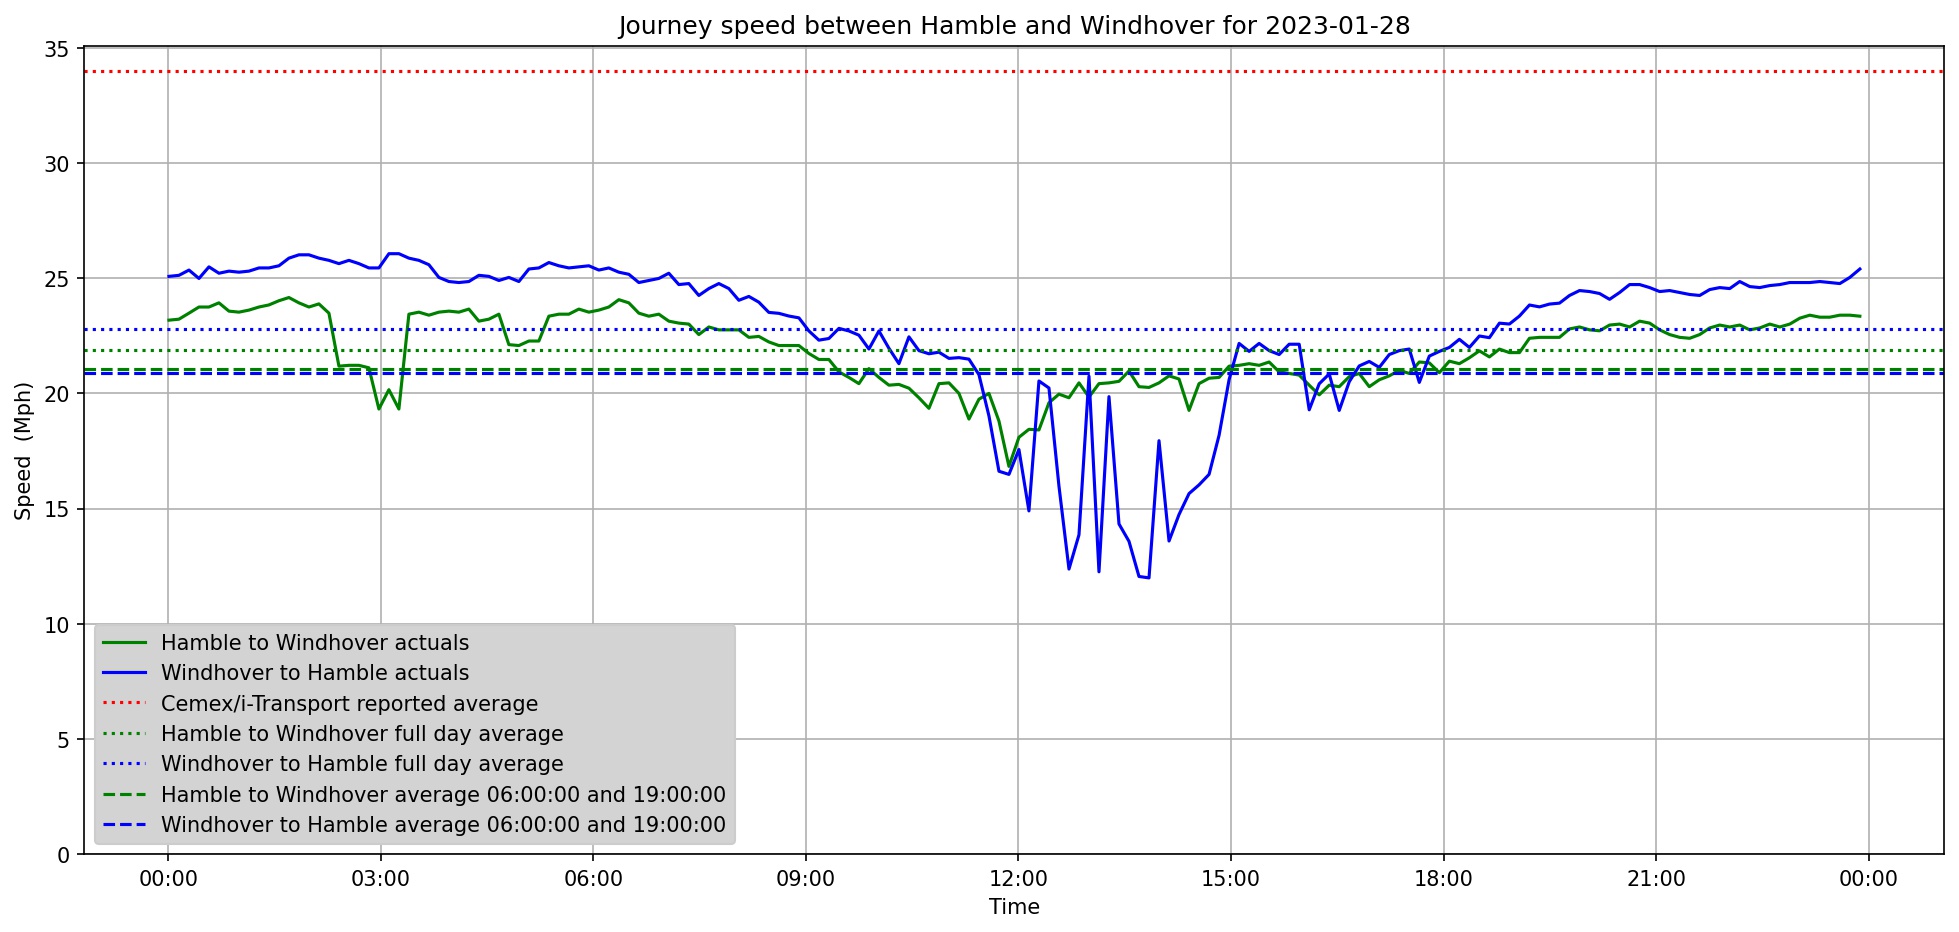 Journey speed between Hamble and Windhover for 2023-01-28
35
30
25
20
15
10
5
0
Speed (Mph)
Hamble to Windhover actuals
Windhover to Hamble actuals
Cemex/i-Transport reported average
Hamble to Windhover full day average
Windhover to Hamble full day average
Hamble to Windhover average 06:00:00 and 19:00:00
Windhover to Hamble average 06:00:00 and 19:00:00
00:00 03:00 06:00 09:00 12:00 15:00 18:00 21:00 00:00
Time